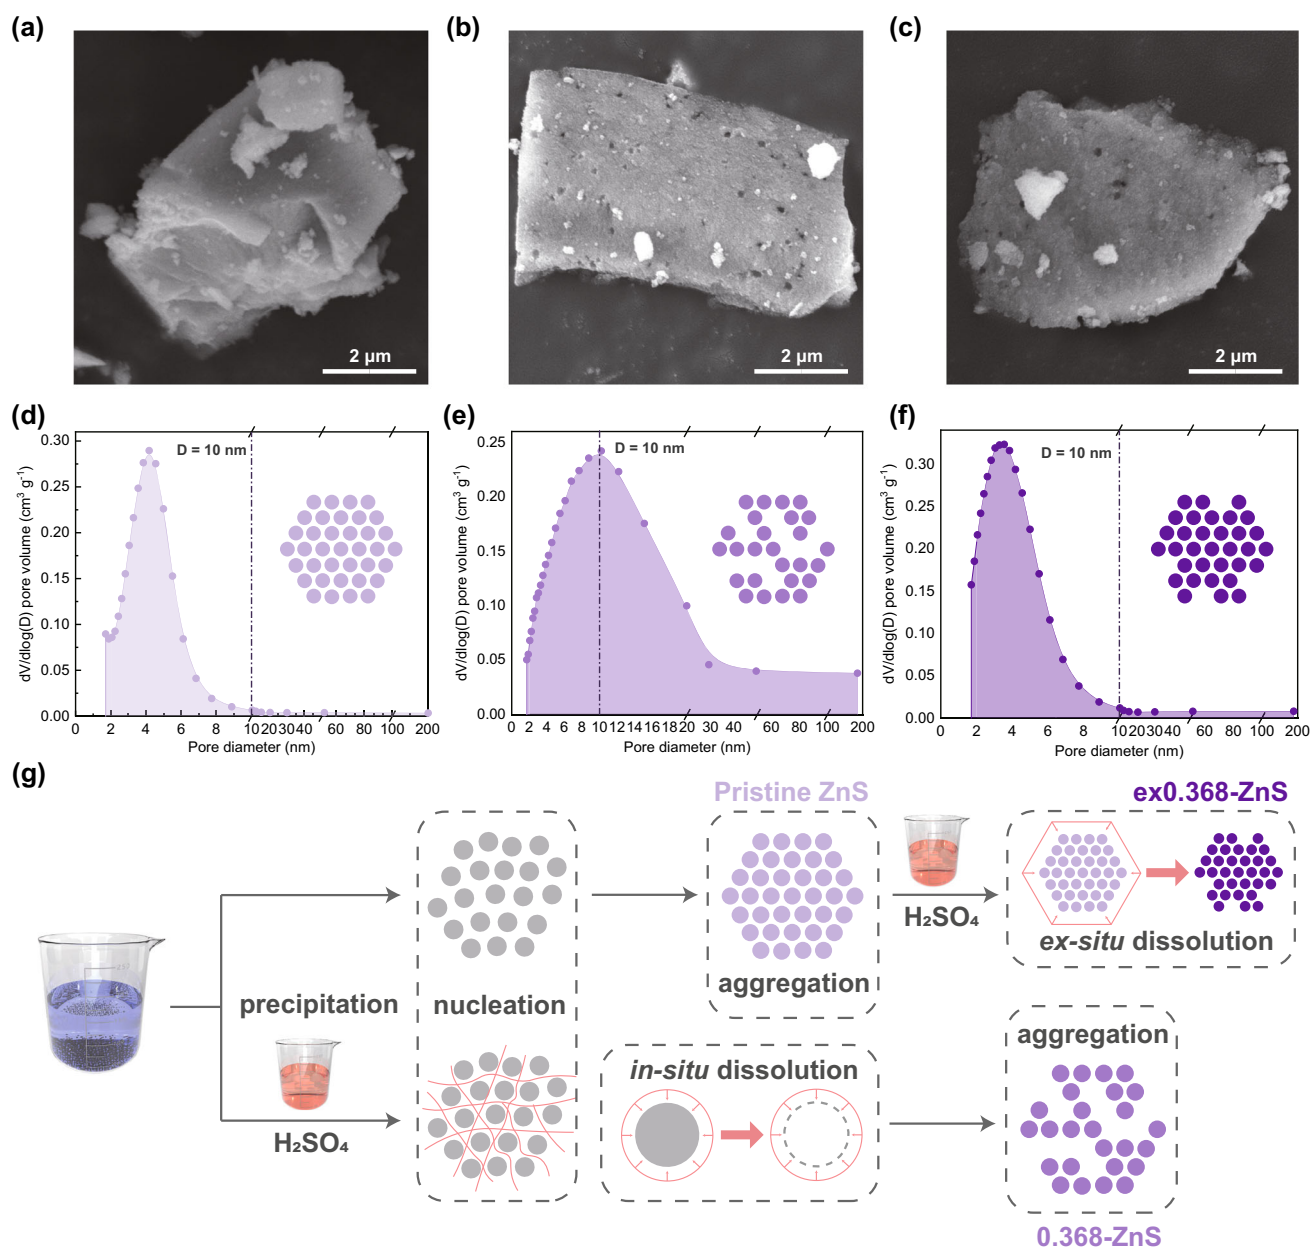 (a)
(b)
(c)
2 μm
2 μm
2 μm
(d)
(e)
(f)
dV/dlog(D) pore volume (cm³ g⁻¹)
0.30
0.25
0.20
0.15
0.10
0.05
0.00
D = 10 nm
2 4 6 8 10 20 30 40 60 80 100 200
Pore diameter (nm)
dV/dlog(D) pore volume (cm³ g⁻¹)
0.25
0.20
0.15
0.10
0.05
0.00
D = 10 nm
0 2 4 6 8 10 12 14 16 18 20 30 40 60 80 100 200
Pore diameter (nm)
dV/dlog(D) pore volume (cm³ g⁻¹)
0.30
0.20
0.10
0.00
D = 10 nm
0 2 4 6 8 10 20 30 40 60 80 100 200
Pore diameter (nm)
(g)
Pristine ZnS
ex0.368-ZnS
H₂SO₄
ex-situ dissolution
aggregation
precipitation
nucleation
aggregation
in-situ dissolution
H₂SO₄
0.368-ZnS